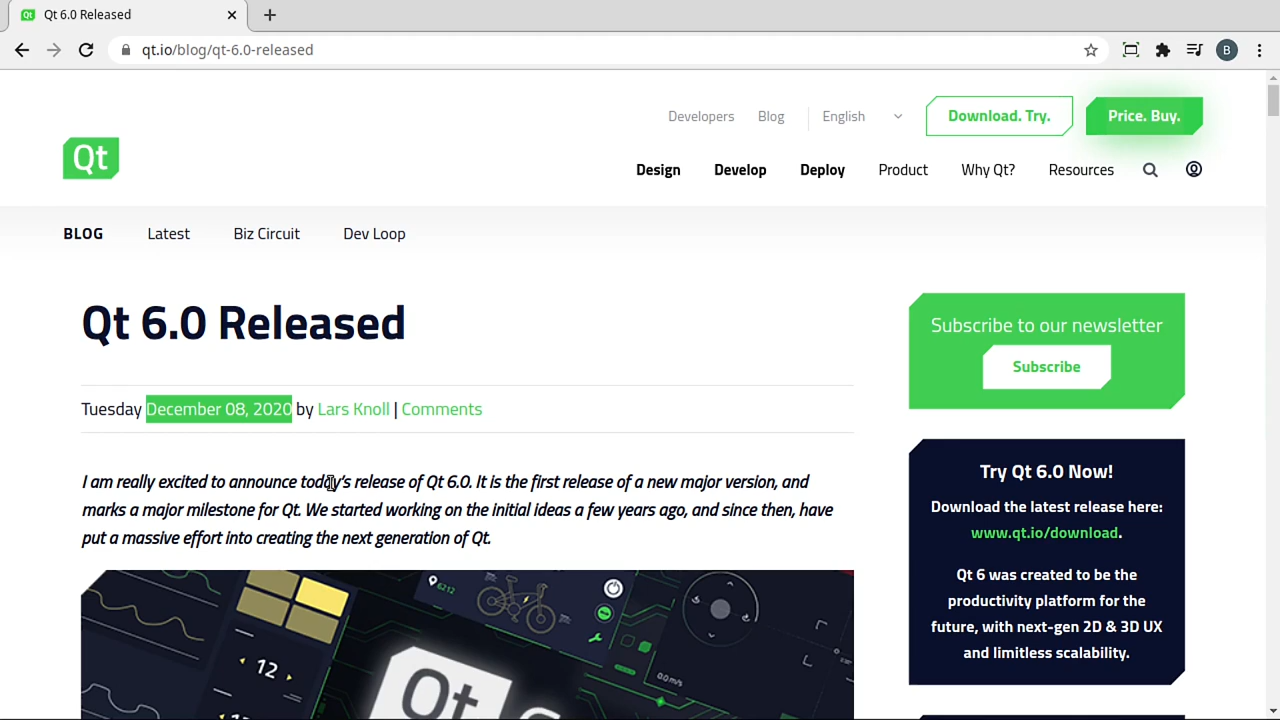 Qt 6.0 Released
qt.io/blog/qt-6.0-released
B
Developers Blog English Download. Try. Price. Buy.
Qt
Design Develop Deploy Product Why Qt? Resources
BLOG Latest Biz Circuit Dev Loop
Qt 6.0 Released
Tuesday December 08, 2020 by Lars Knoll | Comments
I am really excited to announce today's release of Qt 6.0. It is the first release of a new major version, and
marks a major milestone for Qt. We started working on the initial ideas a few years ago, and since then, have
put a massive effort into creating the next generation of Qt.
Subscribe to our newsletter
Subscribe
Try Qt 6.0 Now!
Download the latest release here:
www.qt.io/download.
Qt 6 was created to be the
productivity platform for the
future, with next-gen 2D & 3D UX
and limitless scalability.
6212
12
0.0 m/s
Qt